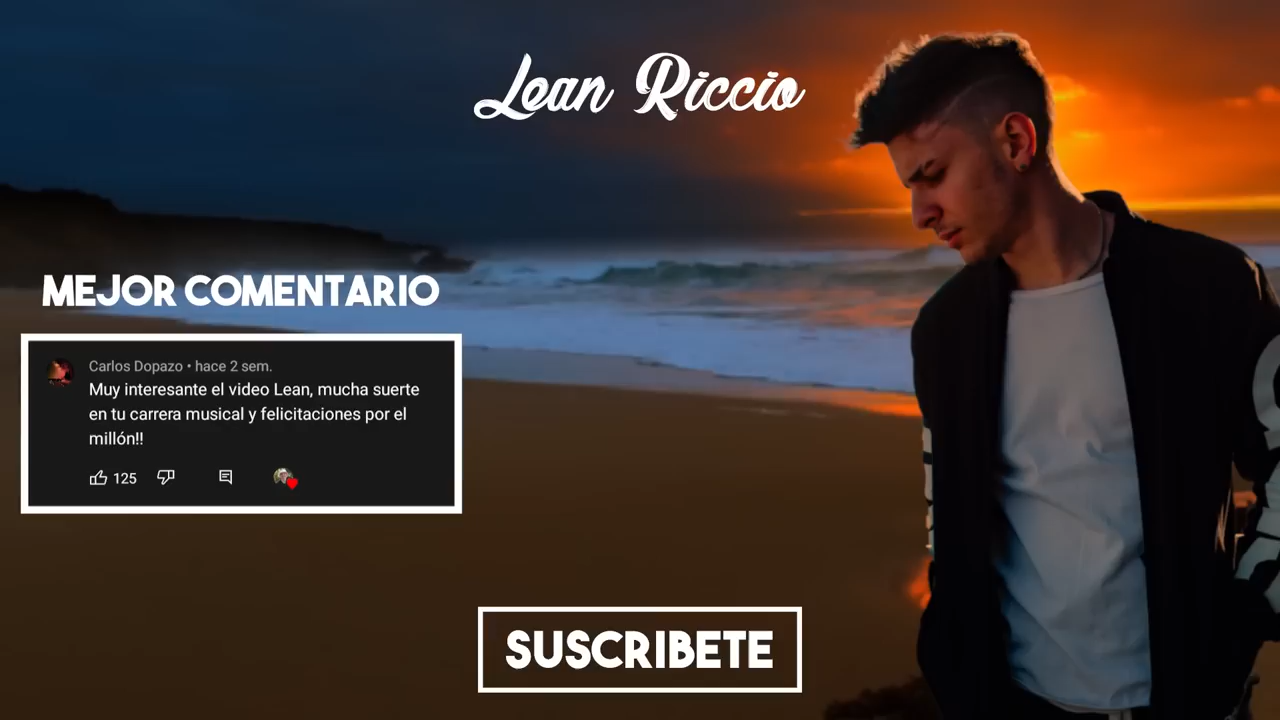 Lean Riccio
MEJOR COMENTARIO
Carlos Dopazo • hace 2 sem.
Muy interesante el video Lean, mucha suerte
en tu carrera musical y felicitaciones por el
millón!!
125
SUSCRIBETE